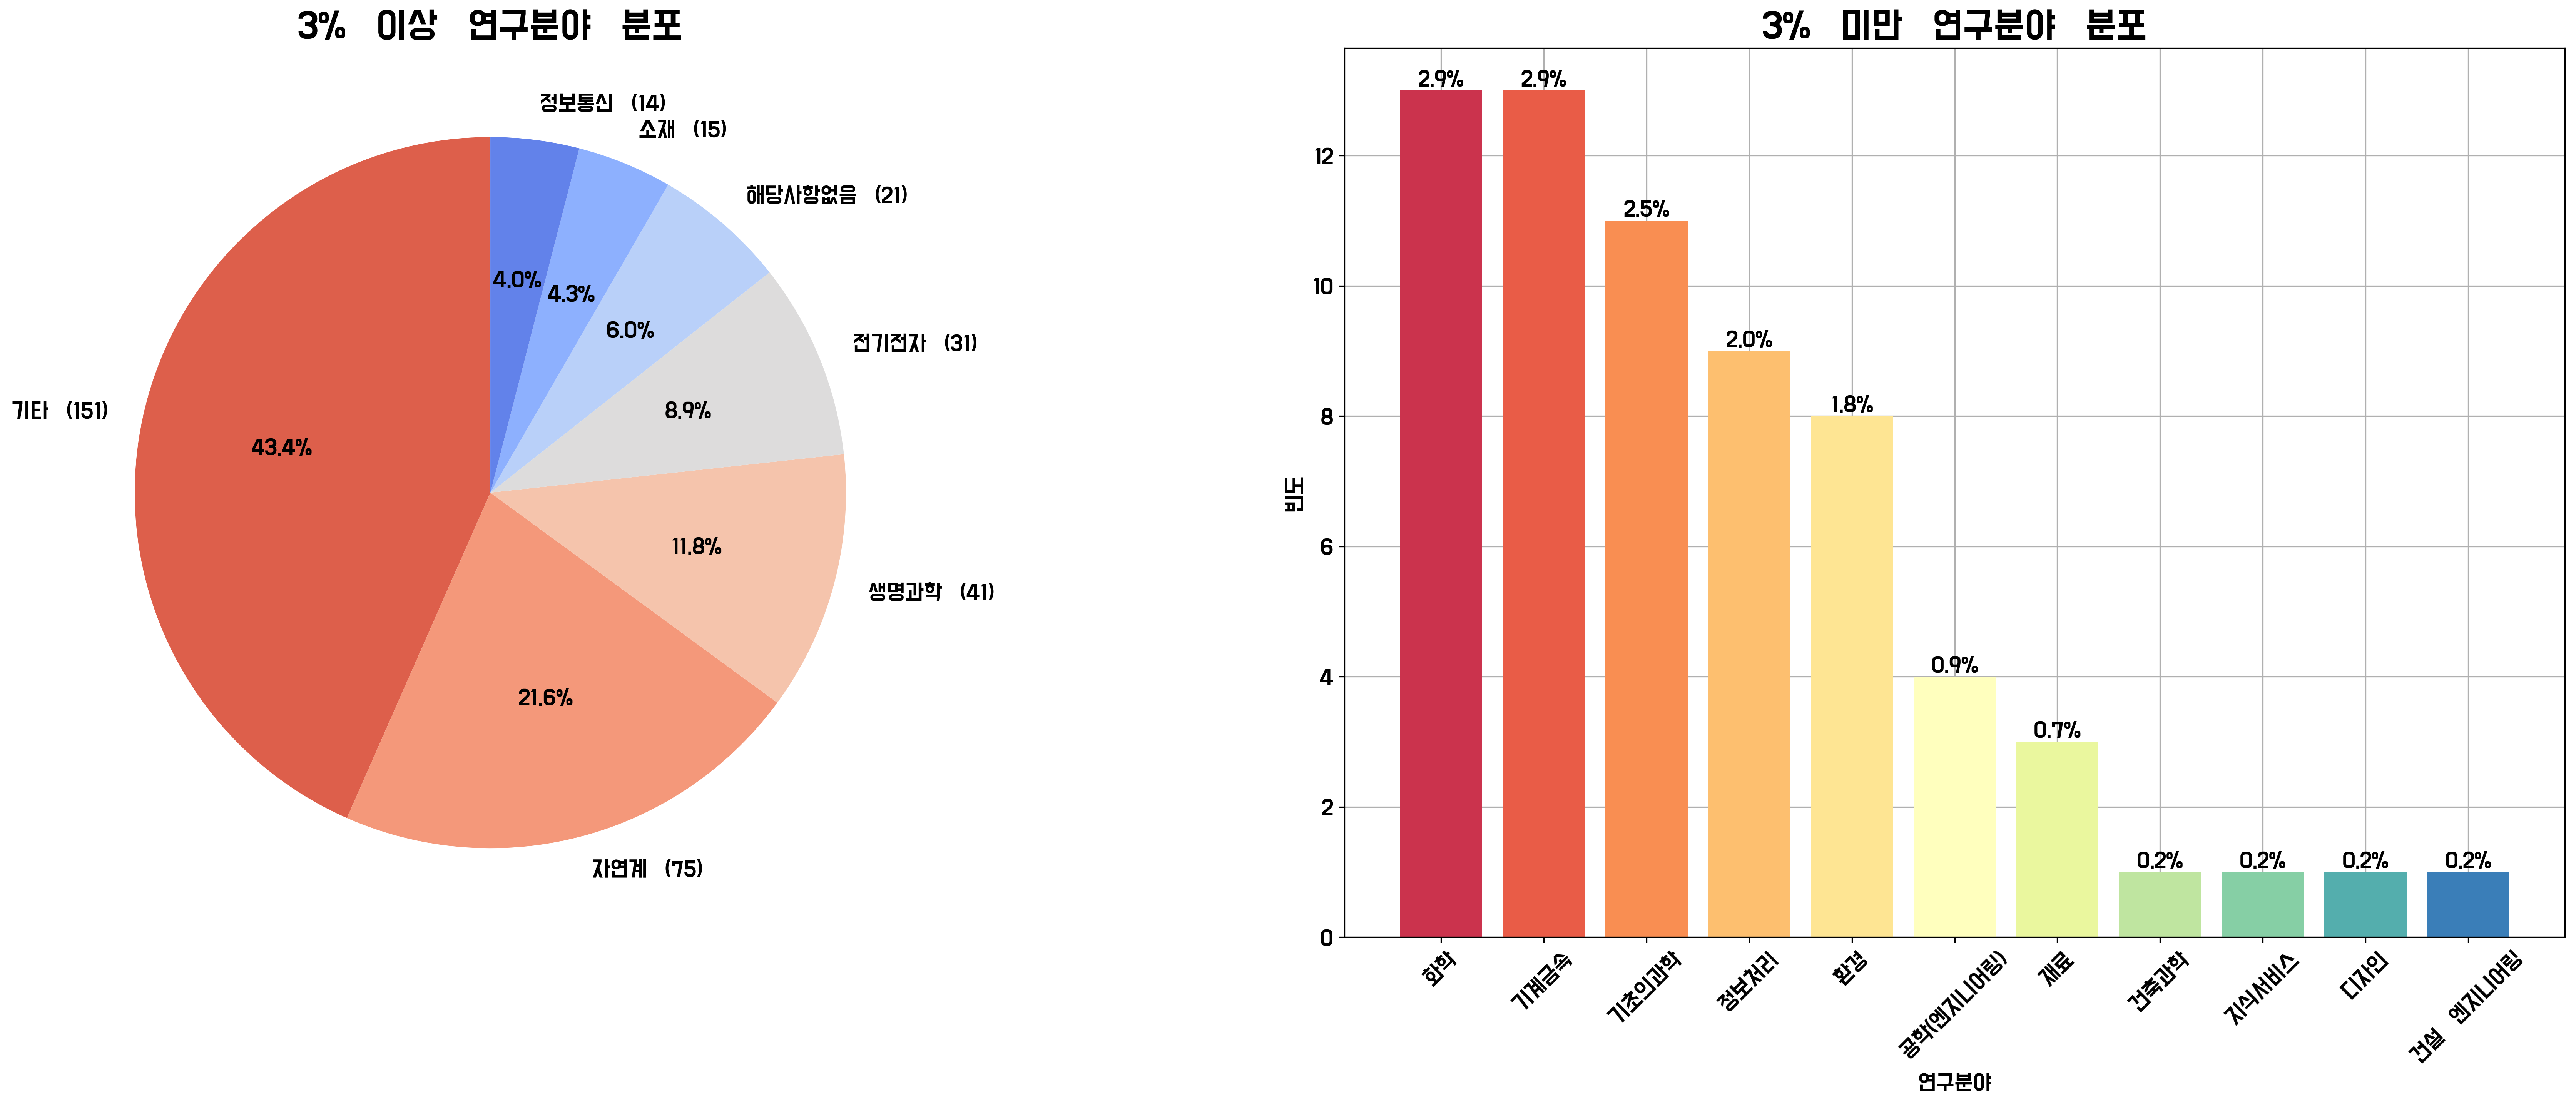 3% 이상 연구분야 분포
정보통신 (14)
소재 (15)
해당사항없음 (21)
전기전자 (31)
기타 (151)
생명과학 (41)
자연계 (75)
4.0%
4.3%
6.0%
8.9%
43.4%
11.8%
21.6%
3% 미만 연구분야 분포
빈도
12
10
8
6
4
2
0
2.9%
2.9%
2.5%
2.0%
1.8%
0.9%
0.7%
0.2%
0.2%
0.2%
0.2%
화학
기계금속
기초의과학
정보처리
환경
공학(엔지니어링)
재료
건축과학
지식서비스
디자인
건설 엔지니어링
연구분야